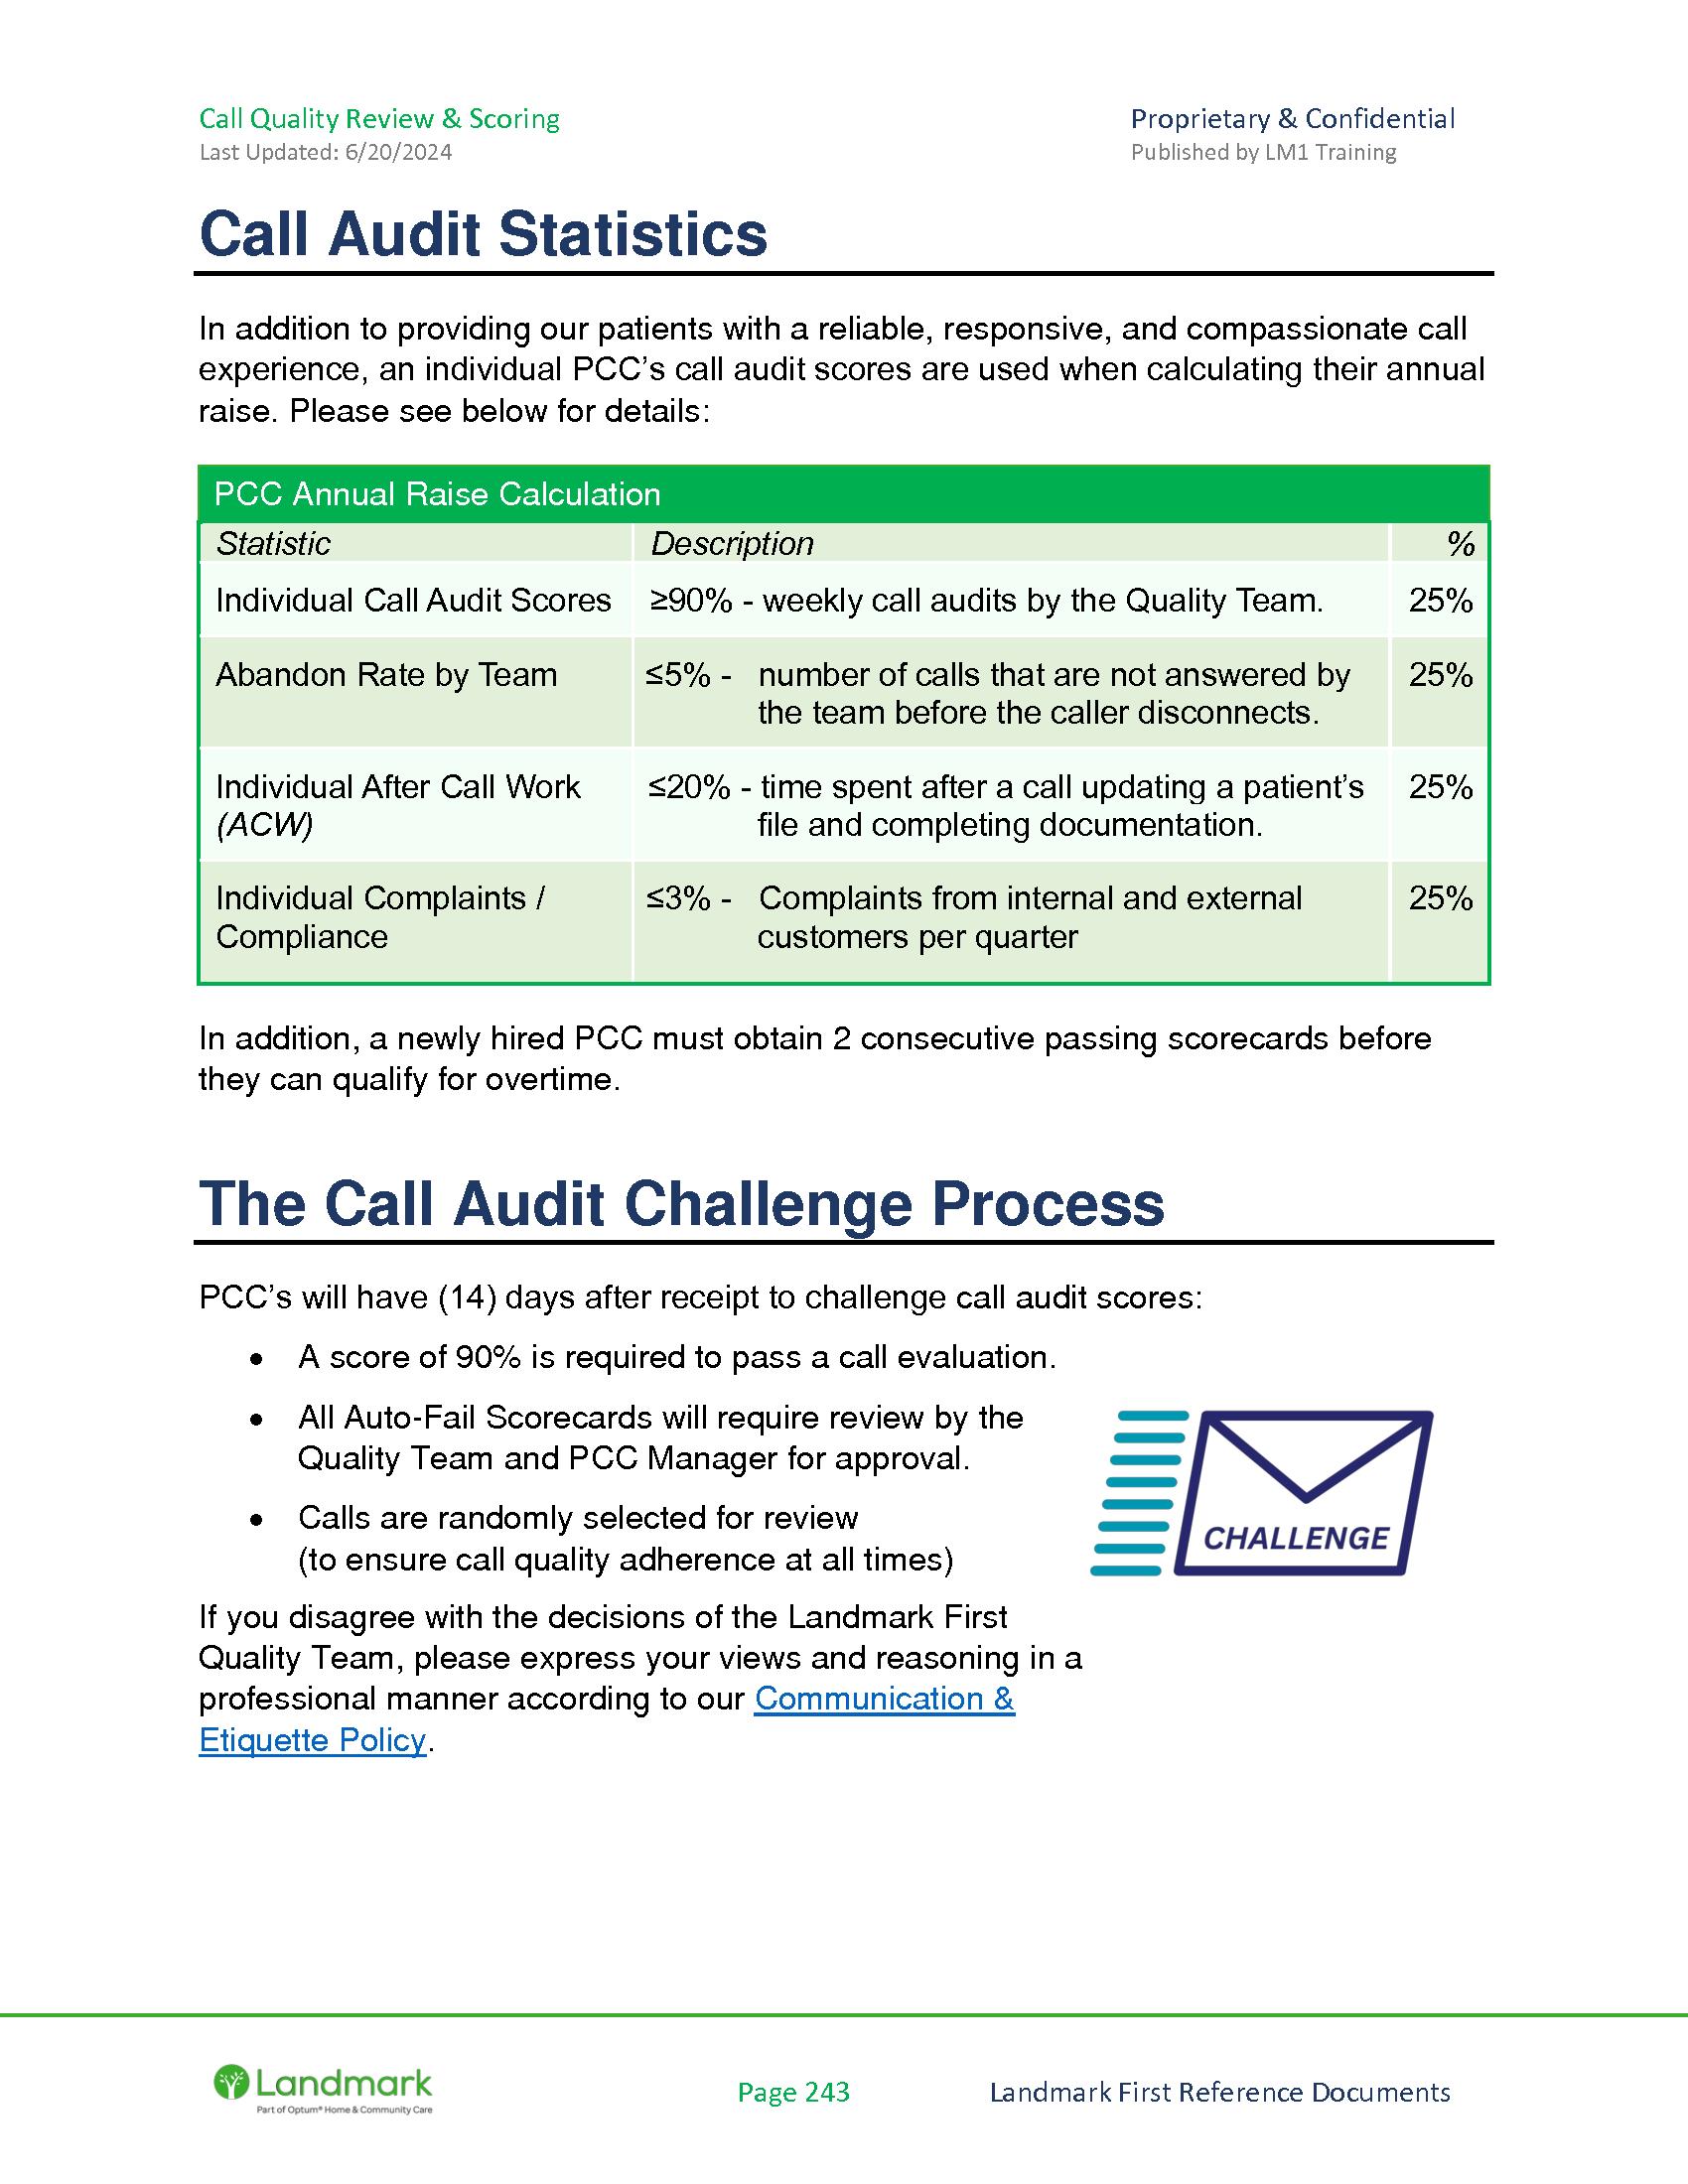 Call Quality Review & Scoring
Proprietary & Confidential
Last Updated: 6/20/2024
Published by LM1 Training
Call Audit Statistics
In addition to providing our patients with a reliable, responsive, and compassionate call
experience, an individual PCC’s call audit scores are used when calculating their annual
raise. Please see below for details:
PCC Annual Raise Calculation
Statistic Description %
Individual Call Audit Scores ≥90% - weekly call audits by the Quality Team. 25%
Abandon Rate by Team ≤5% - number of calls that are not answered by 25%
the team before the caller disconnects.
Individual After Call Work ≤20% - time spent after a call updating a patient’s 25%
(ACW) file and completing documentation.
Individual Complaints / ≤3% - Complaints from internal and external 25%
Compliance customers per quarter
In addition, a newly hired PCC must obtain 2 consecutive passing scorecards before
they can qualify for overtime.
The Call Audit Challenge Process
PCC’s will have (14) days after receipt to challenge call audit scores:
• A score of 90% is required to pass a call evaluation.
• All Auto-Fail Scorecards will require review by the
Quality Team and PCC Manager for approval.
• Calls are randomly selected for review
(to ensure call quality adherence at all times)
CHALLENGE
If you disagree with the decisions of the Landmark First
Quality Team, please express your views and reasoning in a
professional manner according to our Communication &
Etiquette Policy.
Landmark
Part of Optum® Home & Community Care
Page 243
Landmark First Reference Documents